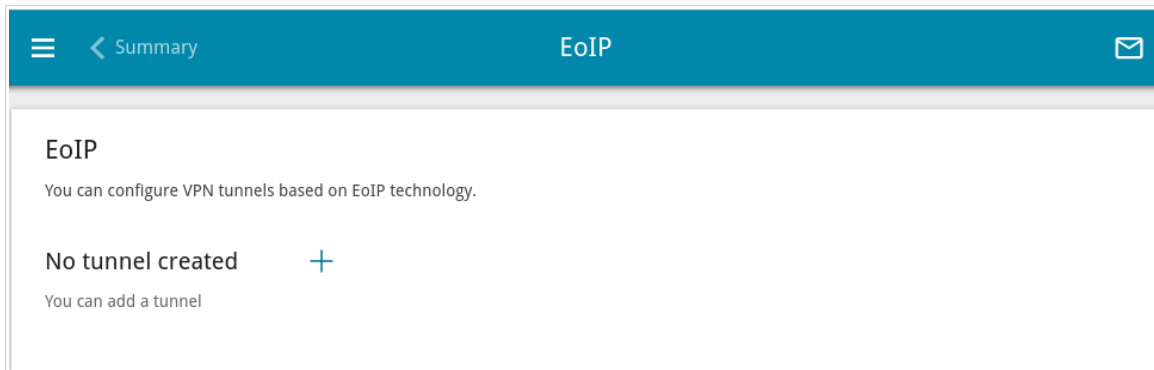 Summary
EoIP
EoIP
You can configure VPN tunnels based on EoIP technology.
No tunnel created
You can add a tunnel